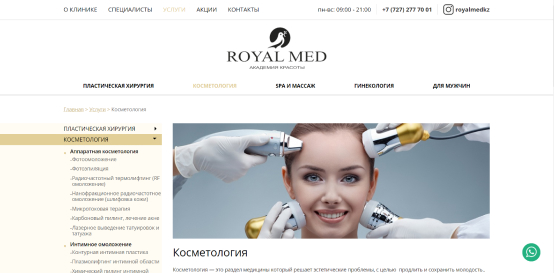 О КЛИНИКЕ СПЕЦИАЛИСТЫ УСЛУГИ АКЦИИ КОНТАКТЫ пн-вс: 09:00 - 21:00 +7 (727) 277 70 01 royalmedkz
ROYAL MED
АКАДЕМИЯ КРАСОТЫ
ПЛАСТИЧЕСКАЯ ХИРУРГИЯ КОСМЕТОЛОГИЯ SPA И МАССАЖ ГИНЕКОЛОГИЯ ДЛЯ МУЖЧИН
Главная > Услуги > Косметология
ПЛАСТИЧЕСКАЯ ХИРУРГИЯ
КОСМЕТОЛОГИЯ
Аппаратная косметология
-Фотоомоложение
-Фотоэпиляция
-Радиочастотный термолифтинг (RF
омоложение)
-Нанофракционное радиочастотное
омоложение (шлифовка кожи)
-Микротоковая терапия
-Карбоновый пилинг, лечение акне
-Лазерное выведение татуировок и
татуажа
Интимное омоложение
-Контурная интимная пластика
-Плазмолифтинг интимной области
-Химический пилинг интимной
Косметология
Косметология — это раздел медицины который решает эстетические проблемы, с целью продлить и сохранить молодость...